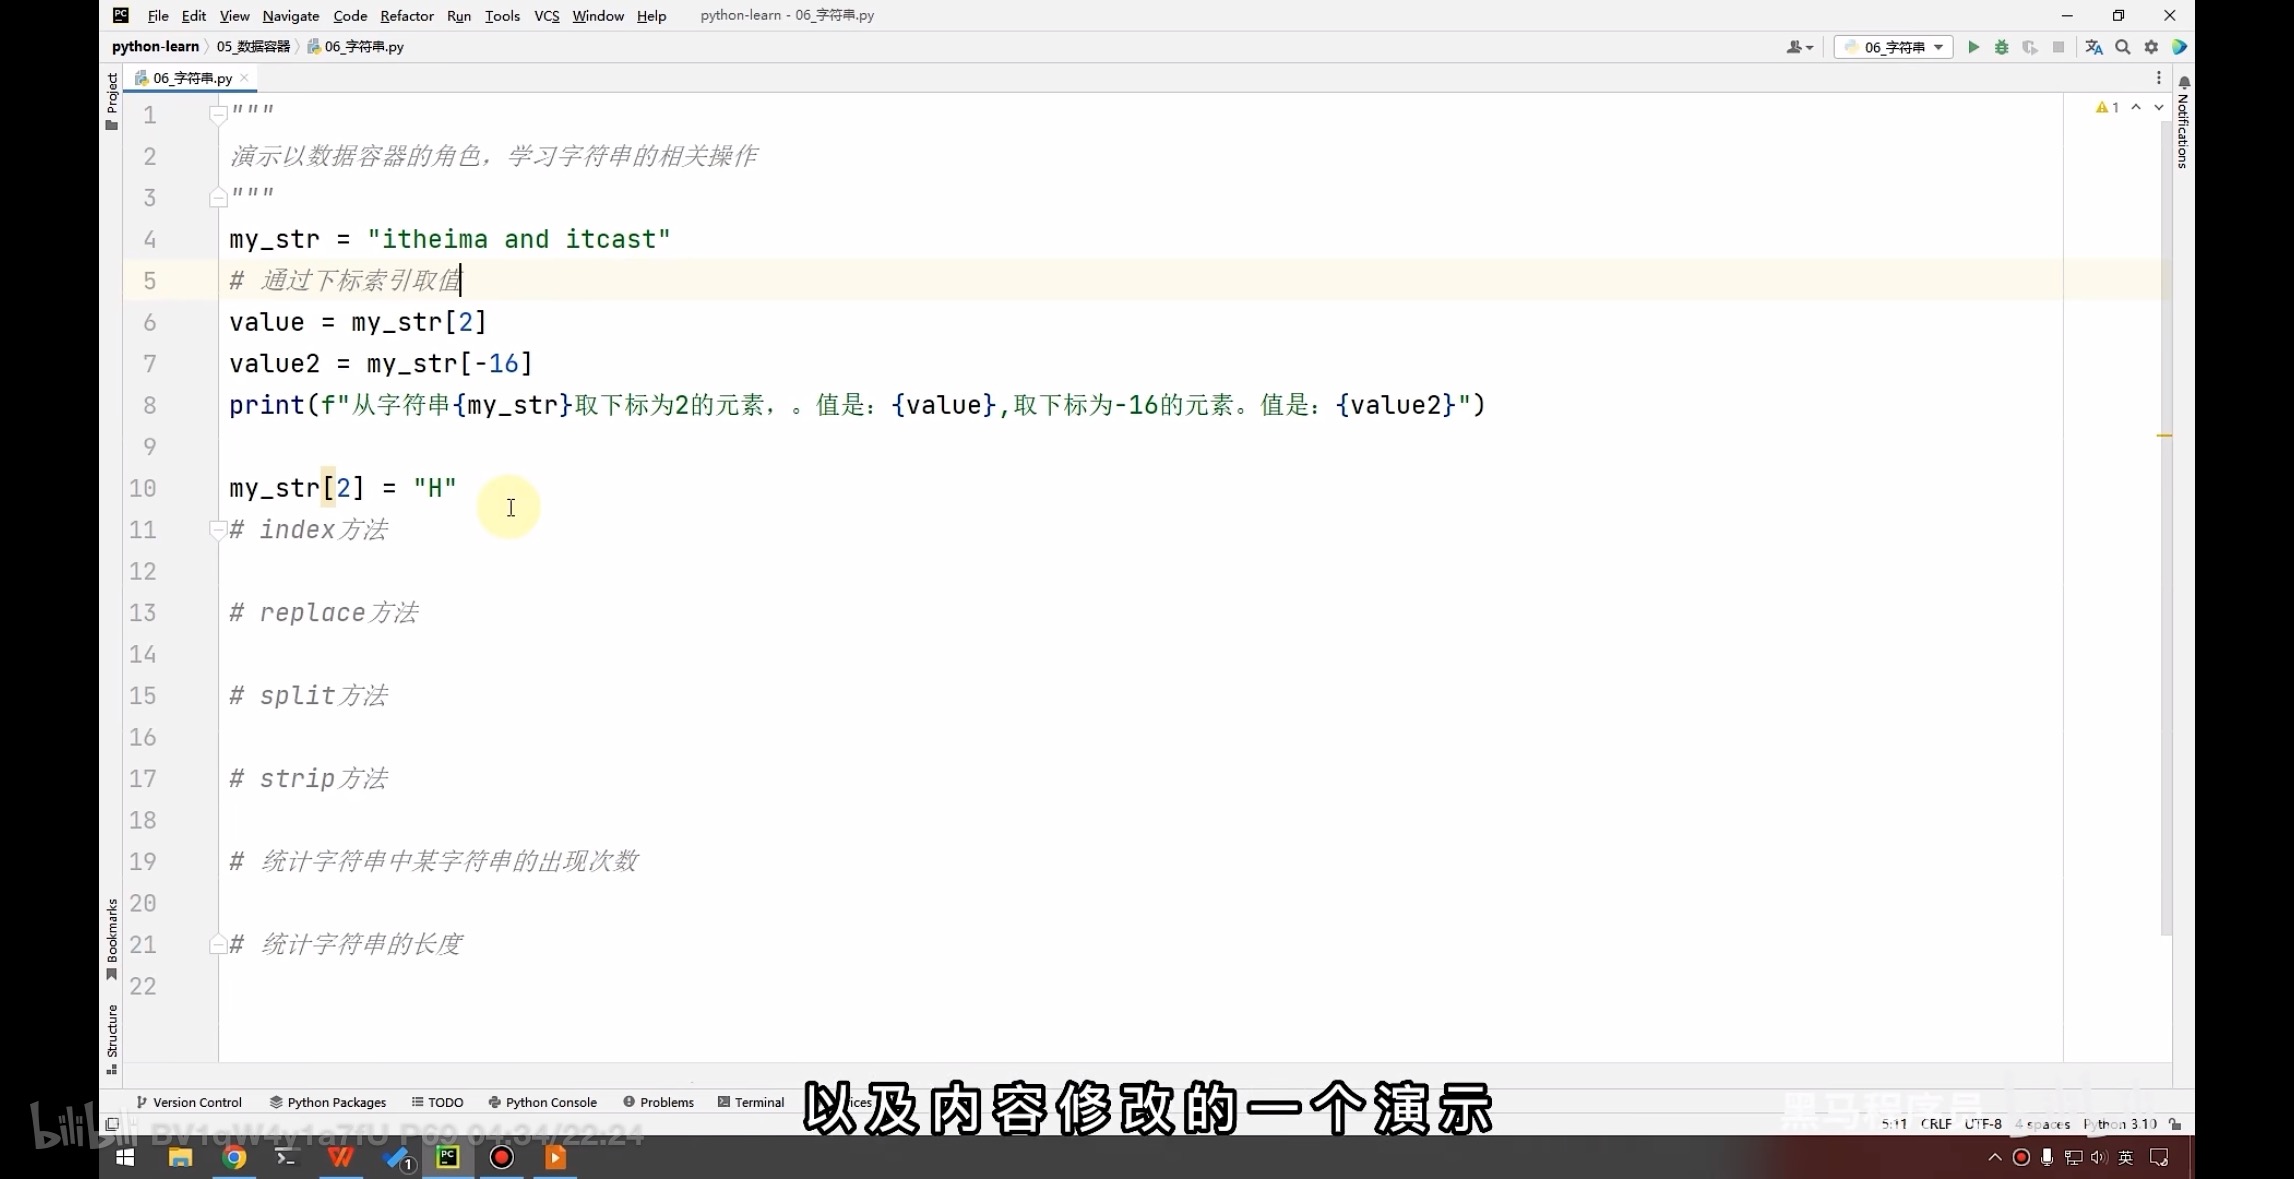 File Edit View Navigate Code Refactor Run Tools VCS Window Help python-learn - 06_字符串.py
python-learn 05_数据容器 06_字符串.py 06_字符串
Project 06_字符串.py
Notifications
1 """
1
2 演示以数据容器的角色，学习字符串的相关操作
3 """
4 my_str = "itheima and itcast"
5 # 通过下标索引取值
6 value = my_str[2]
7 value2 = my_str[-16]
8 print(f"从字符串{my_str}取下标为2的元素，。值是：{value},取下标为-16的元素。值是：{value2}")
9
10 my_str[2] = "H"
11 # index方法
12
13 # replace方法
14
15 # split方法
16
17 # strip方法
18
19 # 统计字符串中某字符串的出现次数
20
21 # 统计字符串的长度
22
Bookmarks
Structure
Version Control Python Packages TODO Python Console Problems Terminal
以及内容修改的一个演示
黑马程序员
bilibili BV1qW4y1a7fU P69 04:34/22:24
5:11 CRLF UTF-8 4 spaces Python 3.10
PC 1 英